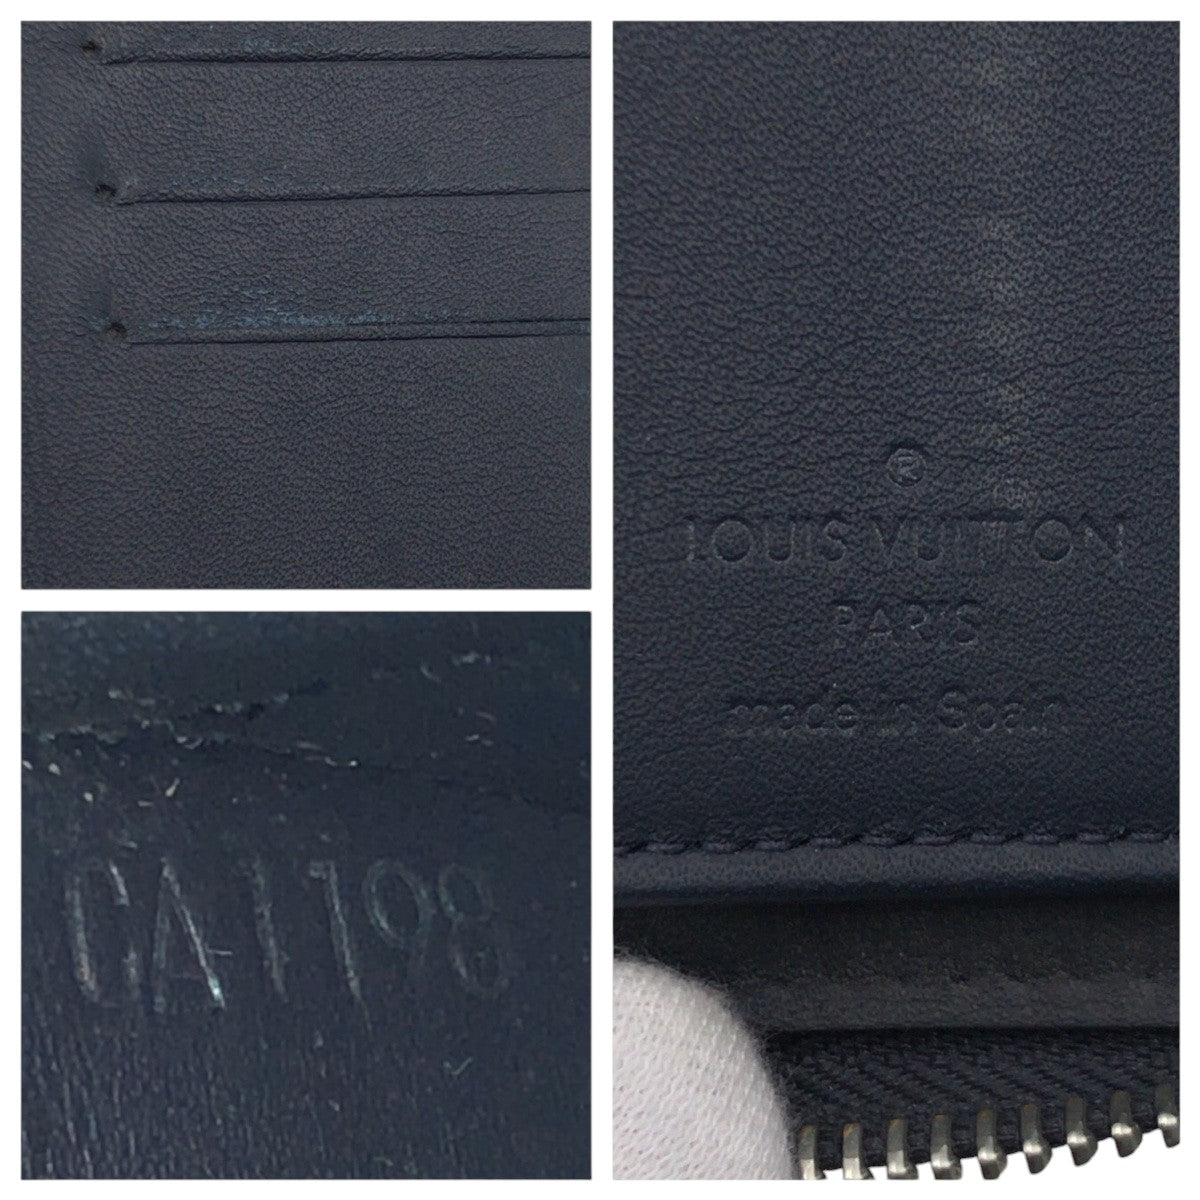 CA1198
®
LOUIS VUITTON
PARIS
made in Spain